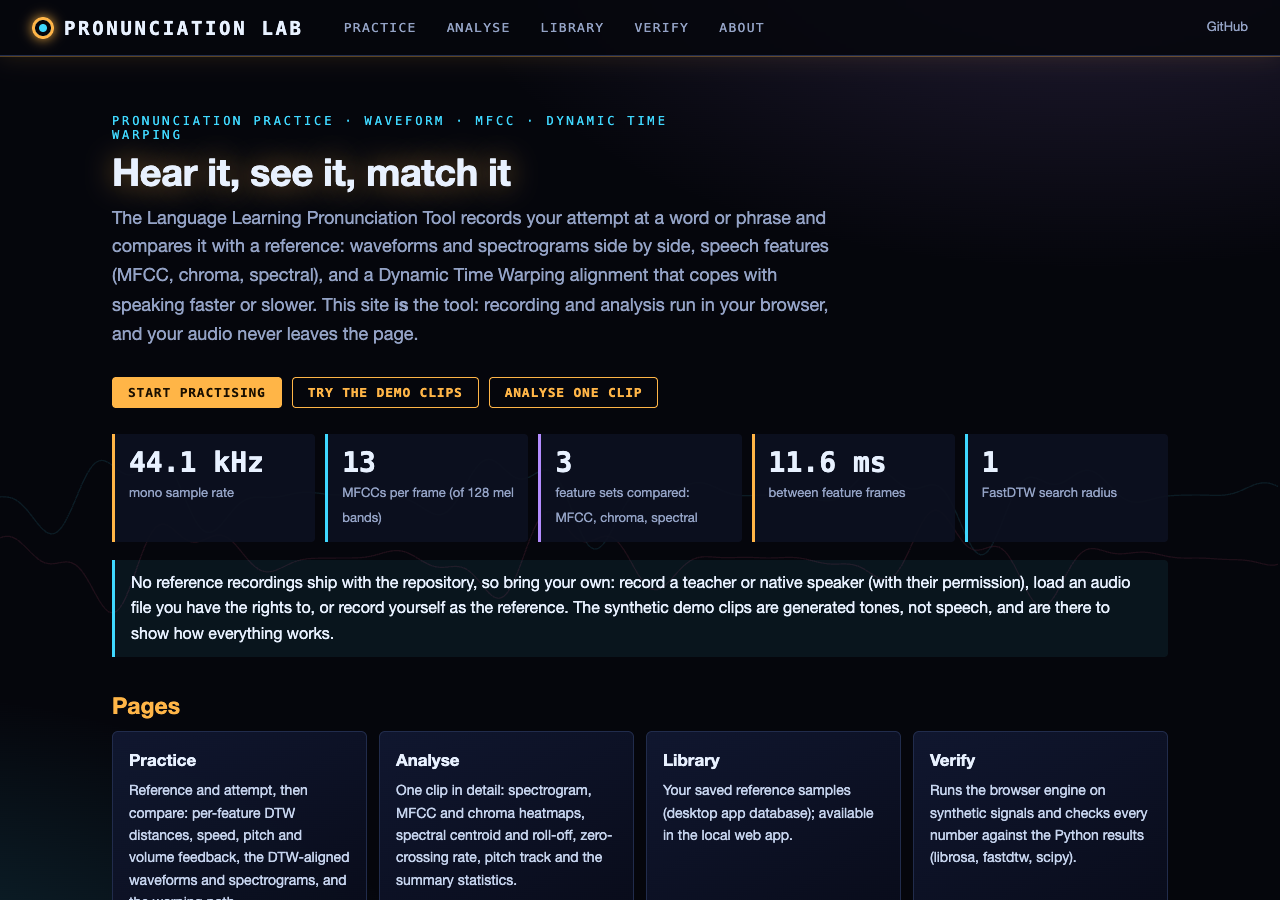 PRONUNCIATION LAB
PRACTICE
ANALYSE
LIBRARY
VERIFY
ABOUT
GitHub
PRONUNCIATION PRACTICE · WAVEFORM · MFCC · DYNAMIC TIME
WARPING
Hear it, see it, match it
The Language Learning Pronunciation Tool records your attempt at a word or phrase and
compares it with a reference: waveforms and spectrograms side by side, speech features
(MFCC, chroma, spectral), and a Dynamic Time Warping alignment that copes with
speaking faster or slower. This site is the tool: recording and analysis run in your browser,
and your audio never leaves the page.
START PRACTISING
TRY THE DEMO CLIPS
ANALYSE ONE CLIP
44.1 kHz
mono sample rate
13
MFCCs per frame (of 128 mel
bands)
3
feature sets compared:
MFCC, chroma, spectral
11.6 ms
between feature frames
1
FastDTW search radius
No reference recordings ship with the repository, so bring your own: record a teacher or native speaker (with their permission), load an audio
file you have the rights to, or record yourself as the reference. The synthetic demo clips are generated tones, not speech, and are there to
show how everything works.
Pages
Practice
Reference and attempt, then
compare: per-feature DTW
distances, speed, pitch and
volume feedback, the DTW-aligned
waveforms and spectrograms, and
the warping path.
Analyse
One clip in detail: spectrogram,
MFCC and chroma heatmaps,
spectral centroid and roll-off, zero-
crossing rate, pitch track and the
summary statistics.
Library
Your saved reference samples
(desktop app database); available
in the local web app.
Verify
Runs the browser engine on
synthetic signals and checks every
number against the Python results
(librosa, fastdtw, scipy).